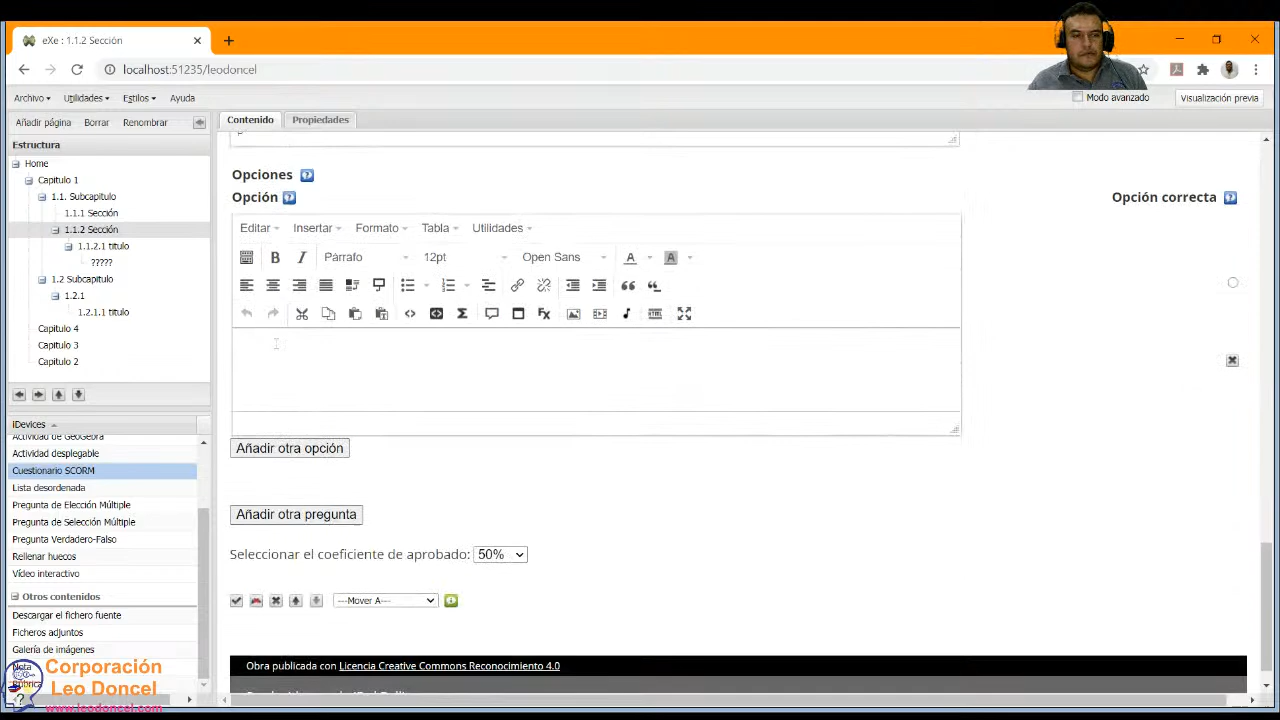 eXe : 1.1.2 Sección
localhost:51235/leodoncel
Archivo Utilidades Estilos Ayuda
Modo avanzado
Visualización previa
Añadir página Borrar Renombrar
Contenido Propiedades
Estructura
Home
Capitulo 1
1.1. Subcapitulo
1.1.1 Sección
1.1.2 Sección
1.1.2.1 titulo
?????
1.2 Subcapitulo
1.2.1
1.2.1.1 titulo
Capitulo 4
Capitulo 3
Capitulo 2
iDevices
Actividad de GeoGebra
Actividad desplegable
Cuestionario SCORM
Lista desordenada
Pregunta de Elección Múltiple
Pregunta de Selección Múltiple
Pregunta Verdadero-Falso
Rellenar huecos
Vídeo interactivo
Otros contenidos
Descargar el fichero fuente
Ficheros adjuntos
Galería de imágenes
Nota
Rúbrica
Opciones
Opción
Opción correcta
Editar Insertar Formato Tabla Utilidades
Párrafo 12pt Open Sans
Añadir otra opción
Añadir otra pregunta
Seleccionar el coeficiente de aprobado: 50%
---Mover A---
Obra publicada con Licencia Creative Commons Reconocimiento 4.0
Corporación
Leo Doncel
www.leodoncel.com